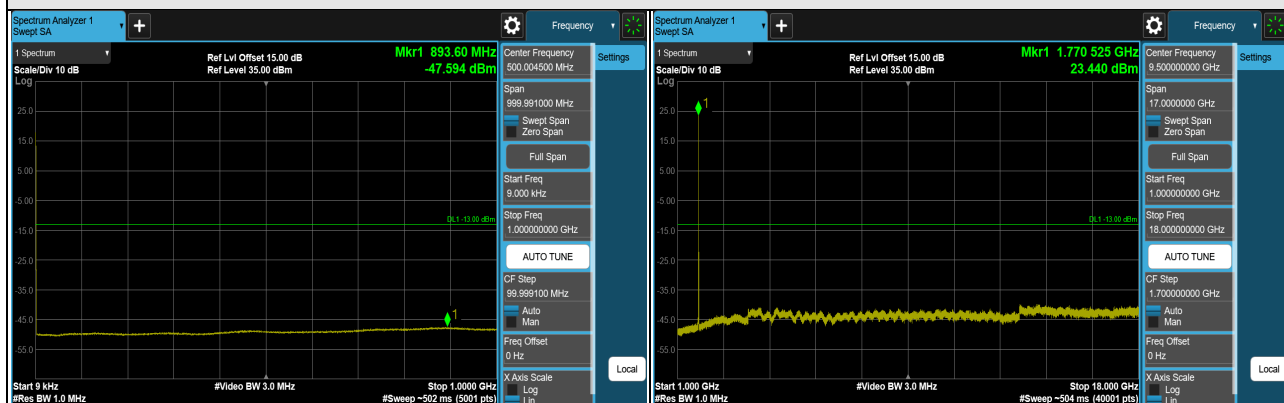 Spectrum Analyzer 1
Swept SA
+
Frequency
1 Spectrum
Scale/Div 10 dB
Log
Ref Lvl Offset 15.00 dB
Ref Level 35.00 dBm
Mkr1 893.60 MHz
-47.594 dBm
25.0
15.0
5.00
-5.00
-15.0
-25.0
-35.0
-45.0
-55.0
DL1 -13.00 dBm
1
Start 9 kHz
#Res BW 1.0 MHz
#Video BW 3.0 MHz
Stop 1.0000 GHz
#Sweep ~502 ms (5001 pts)
Center Frequency
500.004500 MHz
Settings
Span
999.991000 MHz
Swept Span
Zero Span
Full Span
Start Freq
9.000 kHz
Stop Freq
1.000000000 GHz
AUTO TUNE
CF Step
99.999100 MHz
Auto
Man
Freq Offset
0 Hz
Local
X Axis Scale
Log
Lin
Spectrum Analyzer 1
Swept SA
+
Frequency
1 Spectrum
Scale/Div 10 dB
Log
Ref Lvl Offset 15.00 dB
Ref Level 35.00 dBm
Mkr1 1.770 525 GHz
23.440 dBm
25.0
15.0
5.00
-5.00
-15.0
-25.0
-35.0
-45.0
-55.0
1
DL1 -13.00 dBm
Start 1.000 GHz
#Res BW 1.0 MHz
#Video BW 3.0 MHz
Stop 18.000 GHz
#Sweep ~504 ms (40001 pts)
Center Frequency
9.500000000 GHz
Settings
Span
17.0000000 GHz
Swept Span
Zero Span
Full Span
Start Freq
1.000000000 GHz
Stop Freq
18.000000000 GHz
AUTO TUNE
CF Step
1.700000000 GHz
Auto
Man
Freq Offset
0 Hz
Local
X Axis Scale
Log
Lin